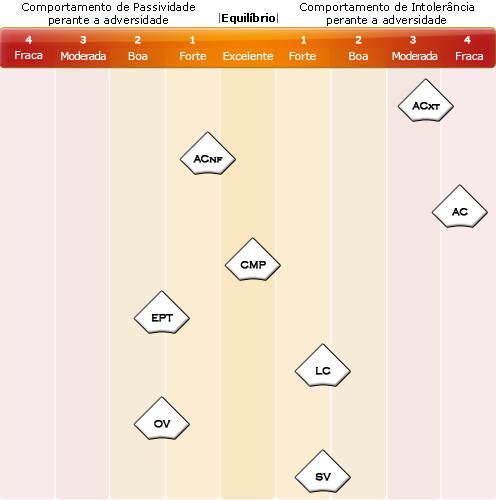 Comportamento de Passividade
perante a adversidade
|Equilíbrio|
Comportamento de Intolerância
perante a adversidade
4 3 2 1 1 2 3 4
Fraca Moderada Boa Forte Excelente Forte Boa Moderada Fraca
ACxt
ACnf
AC
CMP
EPT
LC
OV
SV